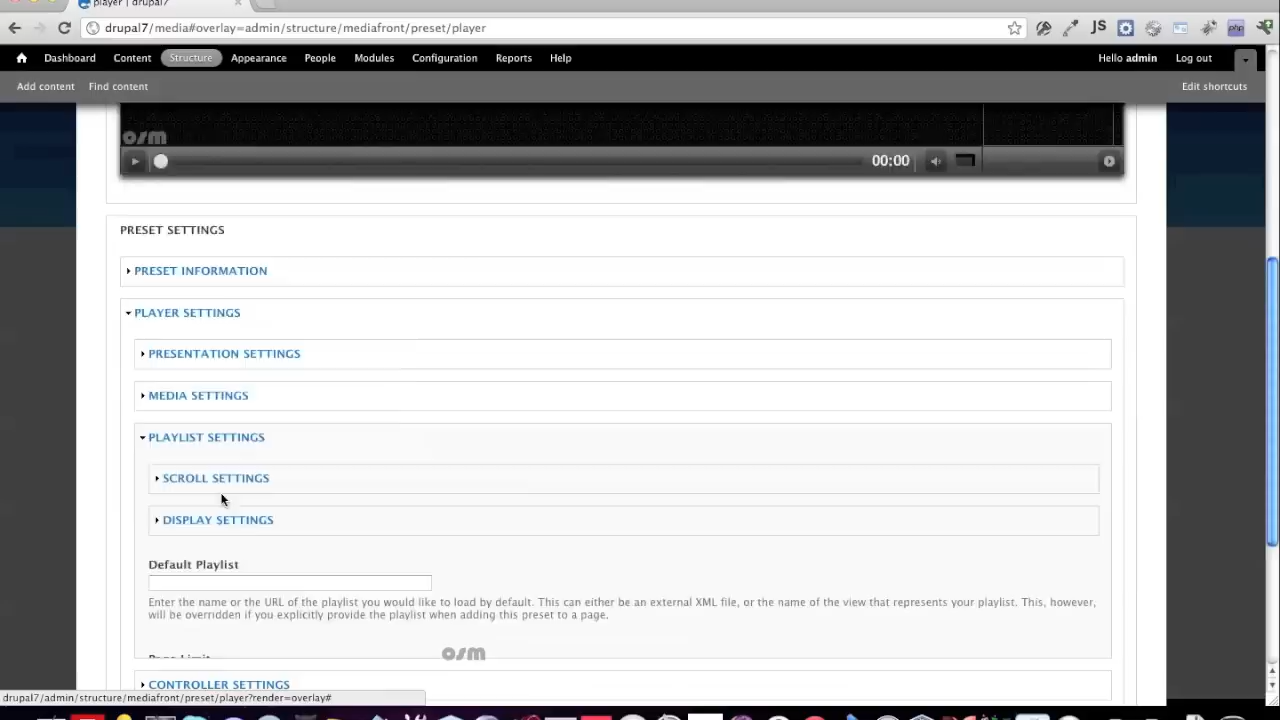 player | drupal7
drupal7/media#overlay=admin/structure/mediafront/preset/player
JS
php
Dashboard Content Structure Appearance People Modules Configuration Reports Help Hello admin Log out
Add content Find content Edit shortcuts
osm
00:00
PRESET SETTINGS
PRESET INFORMATION
PLAYER SETTINGS
PRESENTATION SETTINGS
MEDIA SETTINGS
PLAYLIST SETTINGS
SCROLL SETTINGS
DISPLAY SETTINGS
Default Playlist
Enter the name or the URL of the playlist you would like to load by default. This can either be an external XML file, or the name of the view that represents your playlist. This, however,
will be overridden if you explicitly provide the playlist when adding this preset to a page.
Page Limit
osm
CONTROLLER SETTINGS
drupal7/admin/structure/mediafront/preset/player?render=overlay#